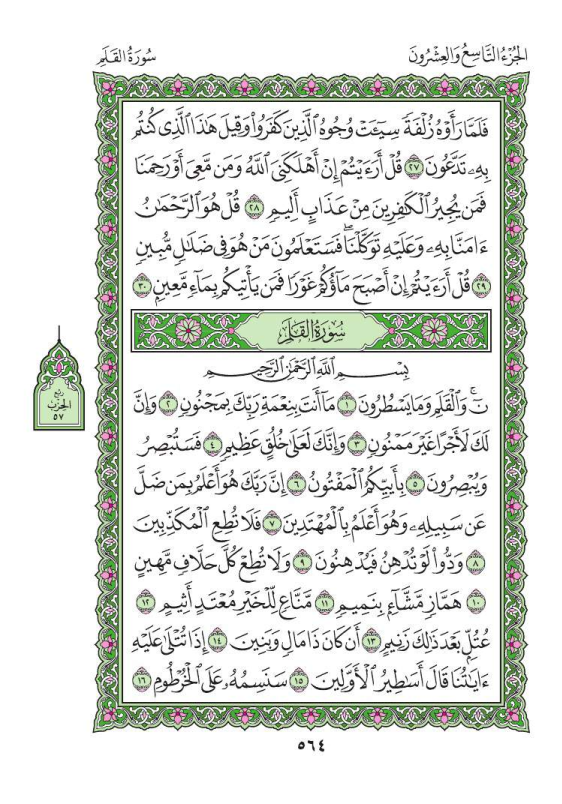 الجُزْءُ التَّاسِعُ وَالعِشْرُونَ
سُورَةُ القَلَمِ
فَلَمَّا رَأَوْهُ زُلْفَةً سِيٓـَٔتْ وُجُوهُ ٱلَّذِينَ كَفَرُوا۟ وَقِيلَ هَـٰذَا ٱلَّذِى كُنتُم
بِهِۦ تَدَّعُونَ ٢٧ قُلْ أَرَءَيْتُمْ إِنْ أَهْلَكَنِىَ ٱللَّهُ وَمَن مَّعِىَ أَوْ رَحِمَنَا
فَمَن يُجِيرُ ٱلْكَـٰفِرِينَ مِنْ عَذَابٍ أَلِيمٍ ٢٨ قُلْ هُوَ ٱلرَّحْمَـٰنُ
ءَامَنَّا بِهِۦ وَعَلَيْهِ تَوَكَّلْنَا ۖ فَسَتَعْلَمُونَ مَنْ هُوَ فِى ضَلَـٰلٍ مُّبِينٍ
٢٩ قُلْ أَرَءَيْتُمْ إِنْ أَصْبَحَ مَآؤُكُمْ غَوْرًا فَمَن يَأْتِيكُم بِمَآءٍ مَّعِينٍۭ ٣٠
سُورَةُ القَلَمِ
بِسْمِ ٱللَّهِ ٱلرَّحْمَـٰنِ ٱلرَّحِيمِ
نٓ ۚ وَٱلْقَلَمِ وَمَا يَسْطُرُونَ ١ مَآ أَنتَ بِنِعْمَةِ رَبِّكَ بِمَجْنُونٍ ٢ وَإِنَّ
لَكَ لَأَجْرًا غَيْرَ مَمْنُونٍ ٣ وَإِنَّكَ لَعَلَىٰ خُلُقٍ عَظِيمٍ ٤ فَسَتُبْصِرُ
وَيُبْصِرُونَ ٥ بِأَييِّكُمُ ٱلْمَفْتُونُ ٦ إِنَّ رَبَّكَ هُوَ أَعْلَمُ بِمَن ضَلَّ
عَن سَبِيلِهِۦ وَهُوَ أَعْلَمُ بِٱلْمُهْتَدِينَ ٧ فَلَا تُطِعِ ٱلْمُكَذِّبِينَ
٨ وَدُّوا۟ لَوْ تُدْهِنُ فَيُدْهِنُونَ ٩ وَلَا تُطِعْ كُلَّ حَلَّافٍ مَّهِينٍ
١٠ هَمَّازٍ مَّشَّآءٍۭ بِنَمِيمٍ ١١ مَّنَّاعٍ لِّلْخَيْرِ مُعْتَدٍ أَثِيمٍ ١٢
عُتُلٍّۭ بَعْدَ ذَٰلِكَ زَنِيمٍ ١٣ أَن كَانَ ذَا مَالٍ وَبَنِينَ ١٤ إِذَا تُتْلَىٰ عَلَيْهِ
ءَايَـٰتُنَا قَالَ أَسَـٰطِيرُ ٱلْأَوَّلِينَ ١٥ سَنَسِمُهُۥ عَلَى ٱلْخُرْطُومِ ١٦
ربع
الحزب
٥٧
٥٦٤